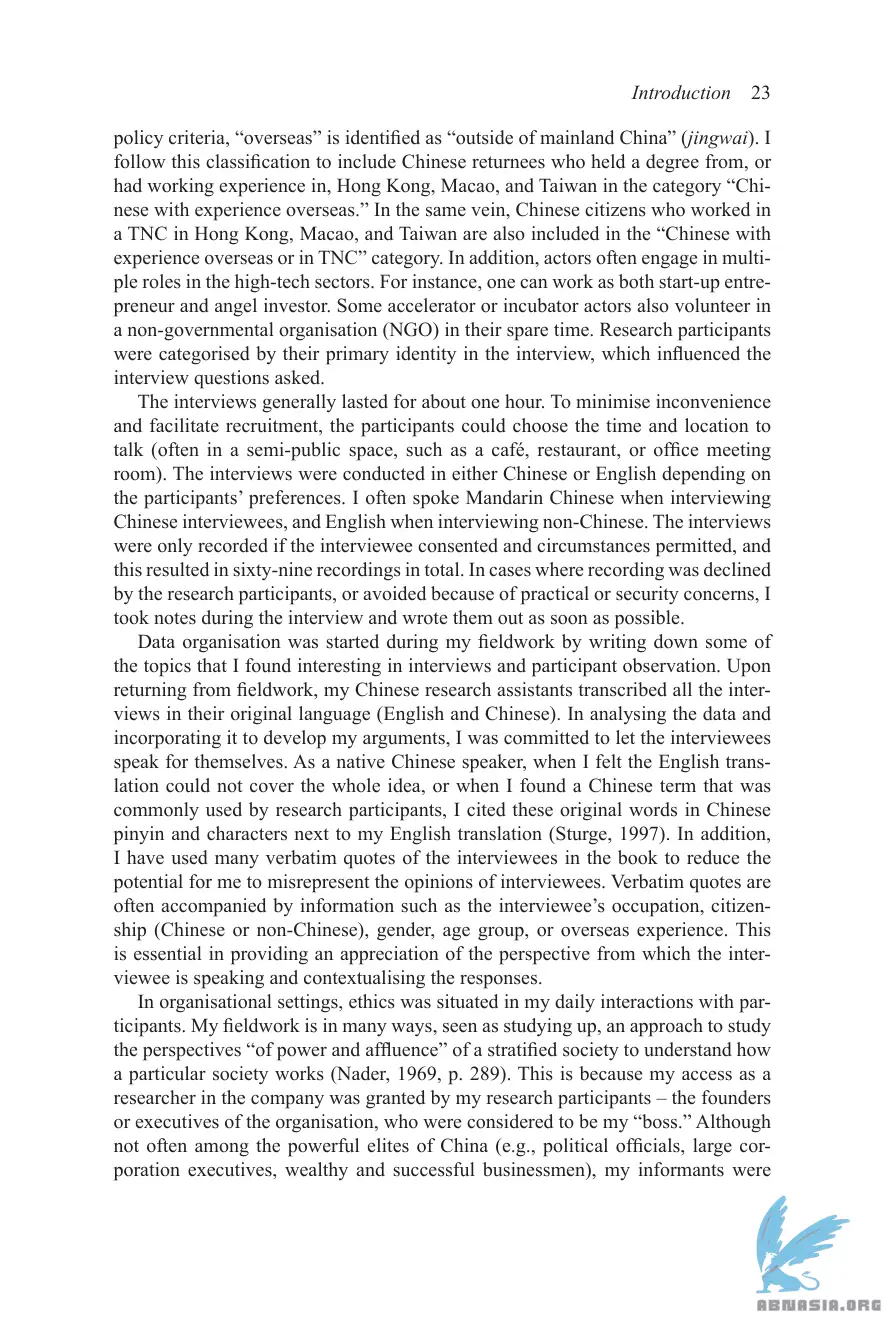 Introduction 23
policy criteria, “overseas” is identified as “outside of mainland China” (jingwai). I
follow this classification to include Chinese returnees who held a degree from, or
had working experience in, Hong Kong, Macao, and Taiwan in the category “Chi-
nese with experience overseas.” In the same vein, Chinese citizens who worked in
a TNC in Hong Kong, Macao, and Taiwan are also included in the “Chinese with
experience overseas or in TNC” category. In addition, actors often engage in multi-
ple roles in the high-tech sectors. For instance, one can work as both start-up entre-
preneur and angel investor. Some accelerator or incubator actors also volunteer in
a non-governmental organisation (NGO) in their spare time. Research participants
were categorised by their primary identity in the interview, which influenced the
interview questions asked.
The interviews generally lasted for about one hour. To minimise inconvenience
and facilitate recruitment, the participants could choose the time and location to
talk (often in a semi-public space, such as a café, restaurant, or office meeting
room). The interviews were conducted in either Chinese or English depending on
the participants’ preferences. I often spoke Mandarin Chinese when interviewing
Chinese interviewees, and English when interviewing non-Chinese. The interviews
were only recorded if the interviewee consented and circumstances permitted, and
this resulted in sixty-nine recordings in total. In cases where recording was declined
by the research participants, or avoided because of practical or security concerns, I
took notes during the interview and wrote them out as soon as possible.
Data organisation was started during my fieldwork by writing down some of
the topics that I found interesting in interviews and participant observation. Upon
returning from fieldwork, my Chinese research assistants transcribed all the inter-
views in their original language (English and Chinese). In analysing the data and
incorporating it to develop my arguments, I was committed to let the interviewees
speak for themselves. As a native Chinese speaker, when I felt the English trans-
lation could not cover the whole idea, or when I found a Chinese term that was
commonly used by research participants, I cited these original words in Chinese
pinyin and characters next to my English translation (Sturge, 1997). In addition,
I have used many verbatim quotes of the interviewees in the book to reduce the
potential for me to misrepresent the opinions of interviewees. Verbatim quotes are
often accompanied by information such as the interviewee’s occupation, citizen-
ship (Chinese or non-Chinese), gender, age group, or overseas experience. This
is essential in providing an appreciation of the perspective from which the inter-
viewee is speaking and contextualising the responses.
In organisational settings, ethics was situated in my daily interactions with par-
ticipants. My fieldwork is in many ways, seen as studying up, an approach to study
the perspectives “of power and affluence” of a stratified society to understand how
a particular society works (Nader, 1969, p. 289). This is because my access as a
researcher in the company was granted by my research participants – the founders
or executives of the organisation, who were considered to be my “boss.” Although
not often among the powerful elites of China (e.g., political officials, large cor-
poration executives, wealthy and successful businessmen), my informants were
ABNASIA.ORG